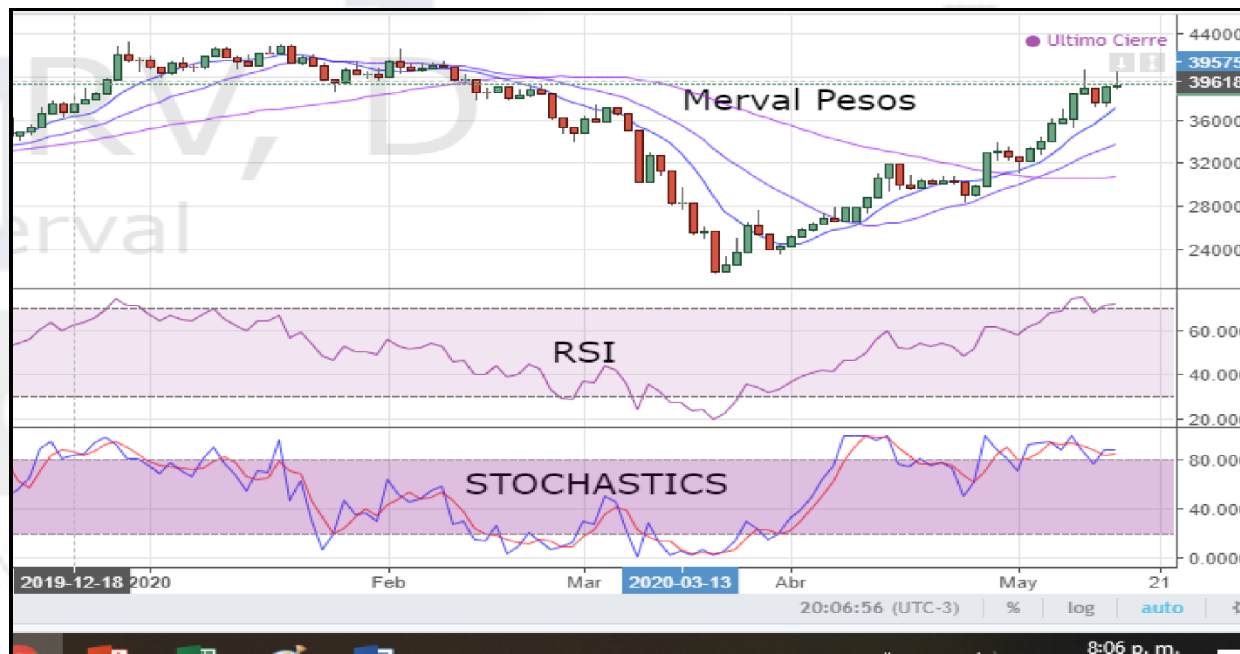 RV, D
erval
Ultimo Cierre
Merval Pesos
44000
39575
39618
36000
32000
28000
24000
RSI
60.000
40.000
20.000
STOCHASTICS
80.000
40.000
0.0000
2019-12-18 2020 Feb Mar 2020-03-13 Abr May 21
20:06:56 (UTC-3) % log auto
8:06 p. m.